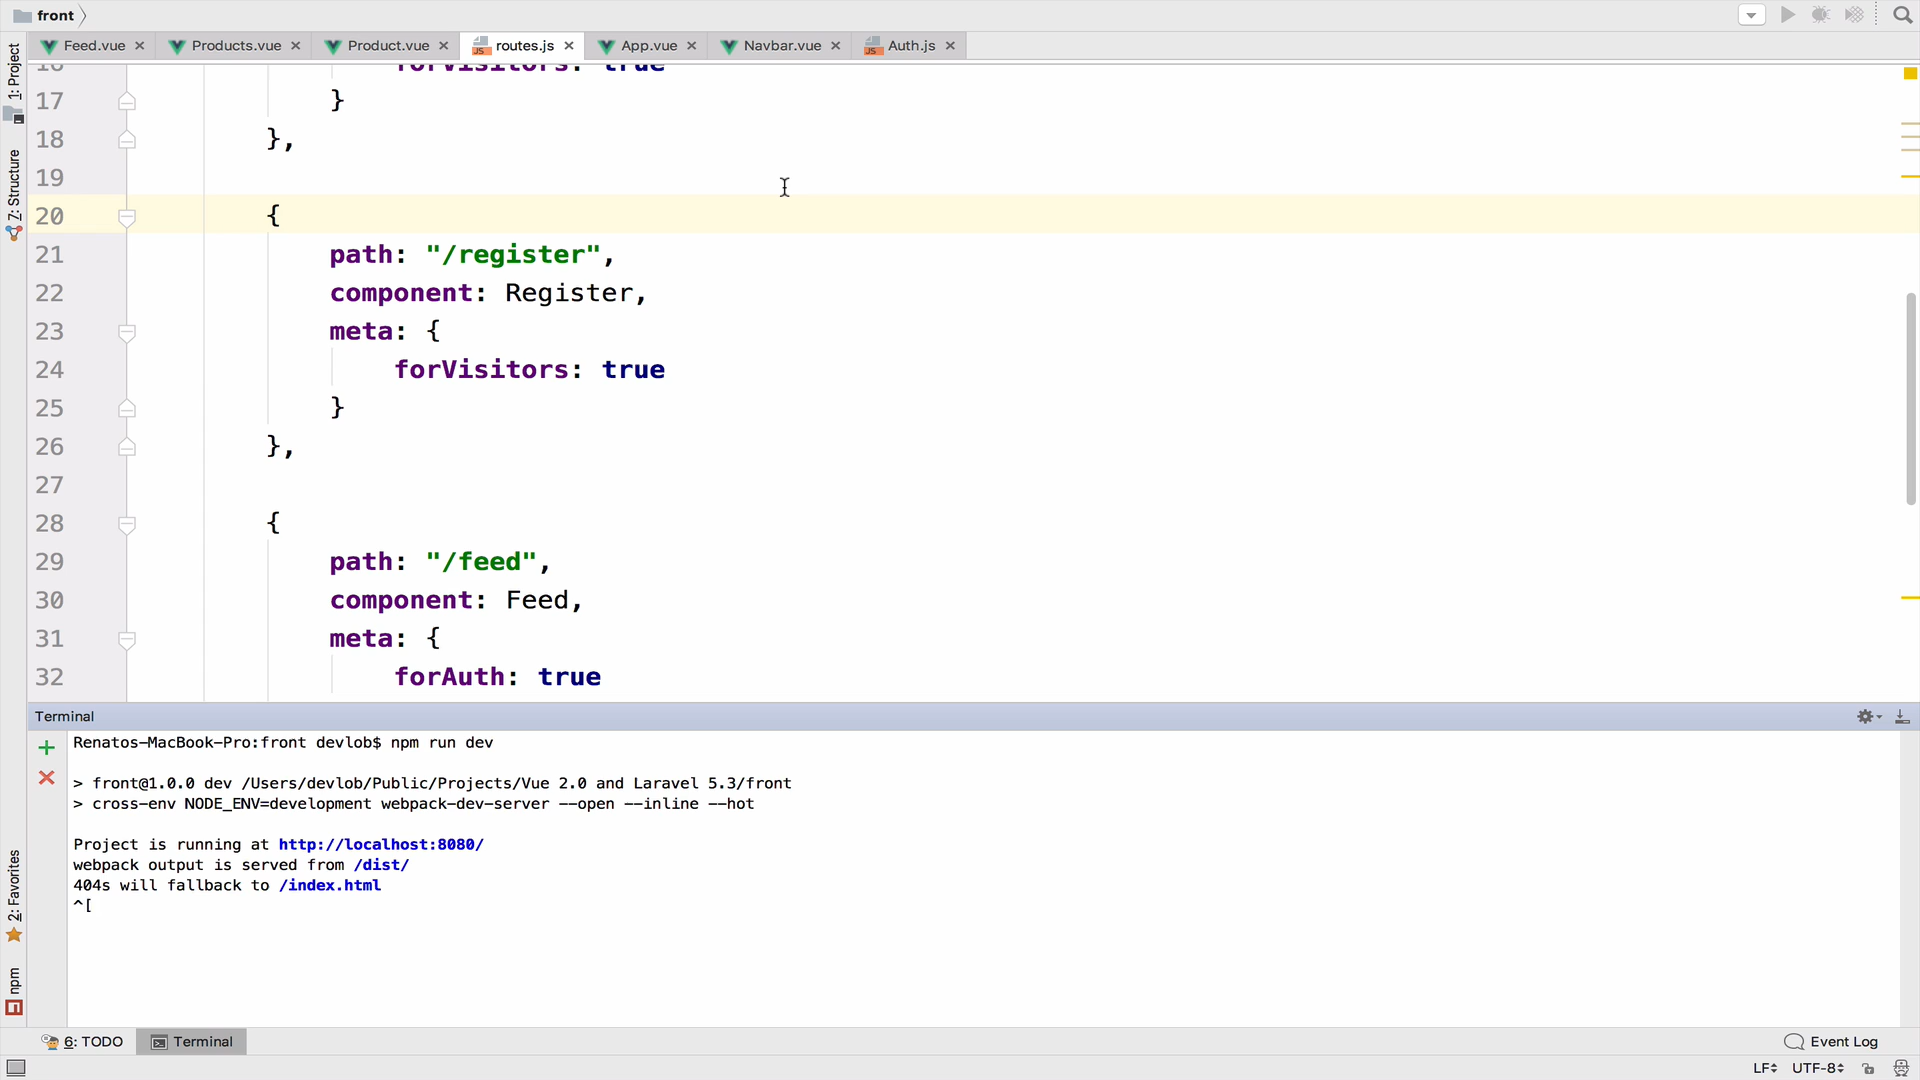 front
Feed.vue Products.vue Product.vue routes.js App.vue Navbar.vue Auth.js
1: Project
7: Structure
2: Favorites
npm
16 forVisitors: true
17 }
18 },
19
20 {
21 path: "/register",
22 component: Register,
23 meta: {
24 forVisitors: true
25 }
26 },
27
28 {
29 path: "/feed",
30 component: Feed,
31 meta: {
32 forAuth: true
Terminal
Renatos-MacBook-Pro:front devlob$ npm run dev
> front@1.0.0 dev /Users/devlob/Public/Projects/Vue 2.0 and Laravel 5.3/front
> cross-env NODE_ENV=development webpack-dev-server --open --inline --hot
Project is running at http://localhost:8080/
webpack output is served from /dist/
404s will fallback to /index.html
^[
6: TODO Terminal Event Log
LF UTF-8